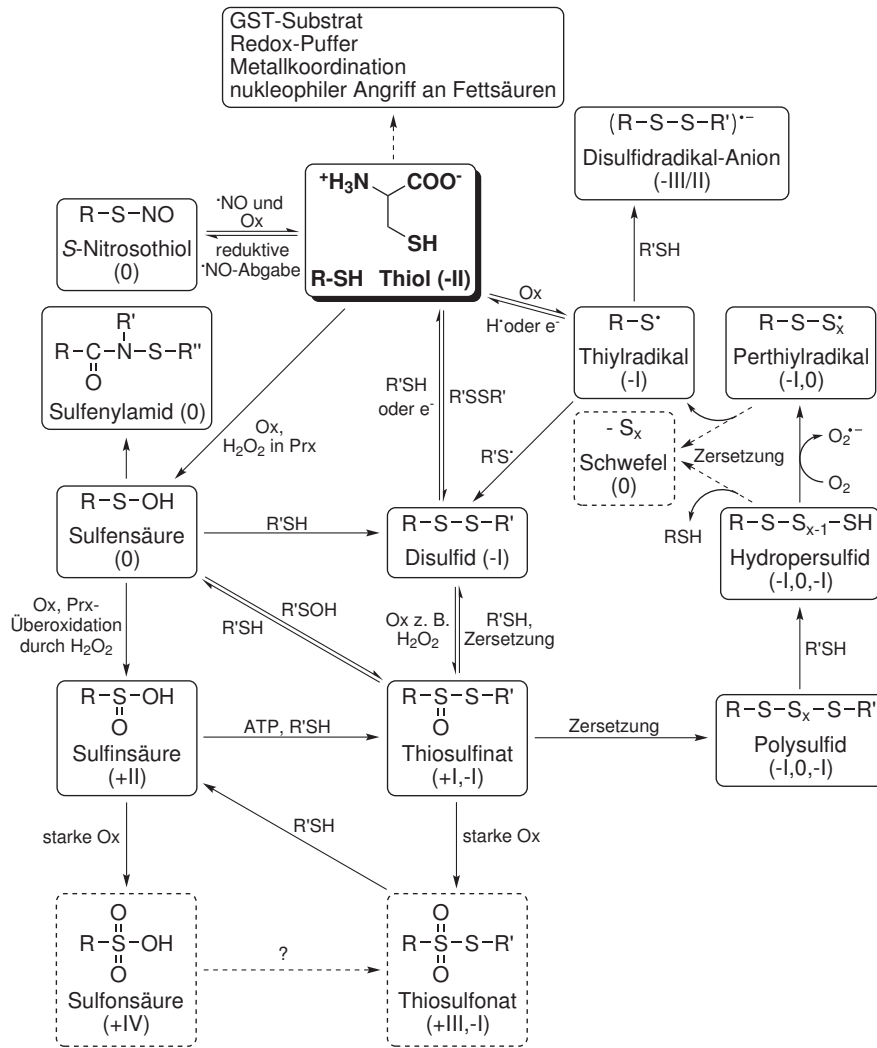 GST-Substrat
Redox-Puffer
Metallkoordination
nukleophiler Angriff an Fettsäuren
(R-S-S-R')•−
Disulfidradikal-Anion
(-III/II)
+H3N COO-
SH
R-SH Thiol (-II)
R-S-NO
S-Nitrosothiol
(0)
•NO und
Ox
reduktive
•NO-Abgabe
R'SH
Ox
H•oder e-
R-S•
Thiylradikal
(-I)
R-S-Sx•
Perthiylradikal
(-I,0)
R'
R-C-N-S-R''
O
Sulfenylamid (0)
Ox,
H2O2 in Prx
R'SH
oder e-
R'SSR'
R'S•
- Sx
Schwefel
(0)
Zersetzung
O2•−
O2
RSH
R-S-OH
Sulfensäure
(0)
R'SH
R-S-S-R'
Disulfid (-I)
R-S-Sx-1-SH
Hydropersulfid
(-I,0,-I)
Ox, Prx-
Überoxidation
durch H2O2
R'SOH
R'SH
Ox z. B.
H2O2
R'SH,
Zersetzung
R'SH
R-S-OH
O
Sulfinsäure
(+II)
ATP, R'SH
R-S-S-R'
O
Thiosulfinat
(+I,-I)
Zersetzung
R-S-Sx-S-R'
Polysulfid
(-I,0,-I)
starke Ox
R'SH
starke Ox
O
R-S-OH
O
Sulfonsäure
(+IV)
?
O
R-S-S-R'
O
Thiosulfonat
(+III,-I)